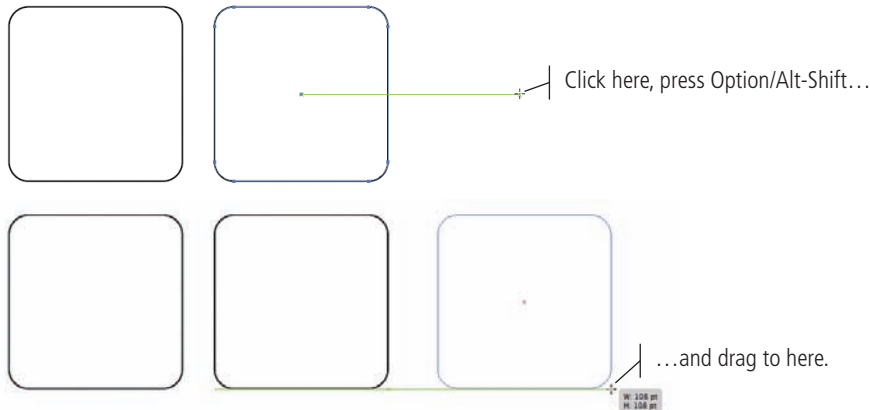 Click here, press Option/Alt-Shift…
…and drag to here.
W: 108 pt
H: 108 pt